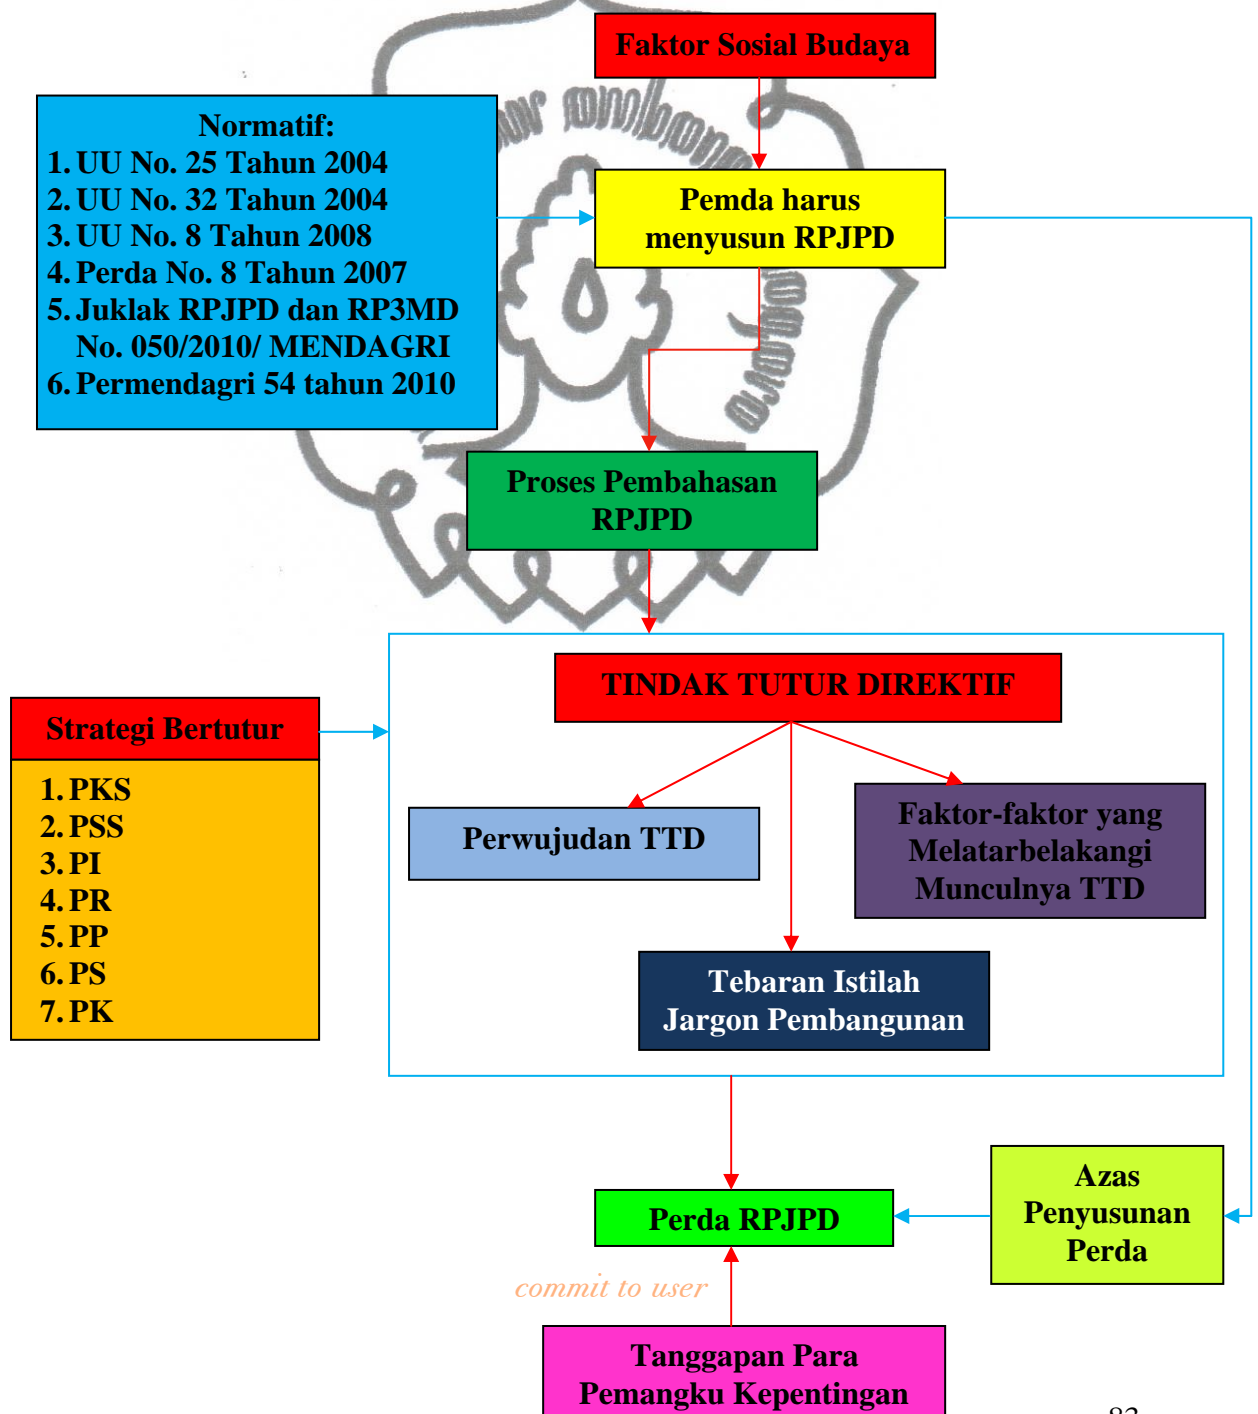 Faktor Sosial Budaya
Normatif:
1. UU No. 25 Tahun 2004
2. UU No. 32 Tahun 2004
3. UU No. 8 Tahun 2008
4. Perda No. 8 Tahun 2007
5. Juklak RPJPD dan RP3MD
No. 050/2010/ MENDAGRI
6. Permendagri 54 tahun 2010
Pemda harus
menyusun RPJPD
Proses Pembahasan
RPJPD
TINDAK TUTUR DIREKTIF
Strategi Bertutur
1. PKS
2. PSS
3. PI
4. PR
5. PP
6. PS
7. PK
Perwujudan TTD
Faktor-faktor yang
Melatarbelakangi
Munculnya TTD
Tebaran Istilah
Jargon Pembangunan
Azas
Penyusunan
Perda
Perda RPJPD
commit to user
Tanggapan Para
Pemangku Kepentingan